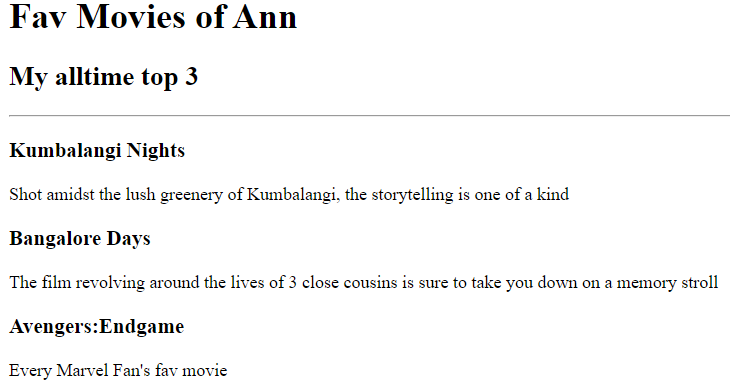 Fav Movies of Ann
My alltime top 3
Kumbalangi Nights
Shot amidst the lush greenery of Kumbalangi, the storytelling is one of a kind
Bangalore Days
The film revolving around the lives of 3 close cousins is sure to take you down on a memory stroll
Avengers:Endgame
Every Marvel Fan's fav movie